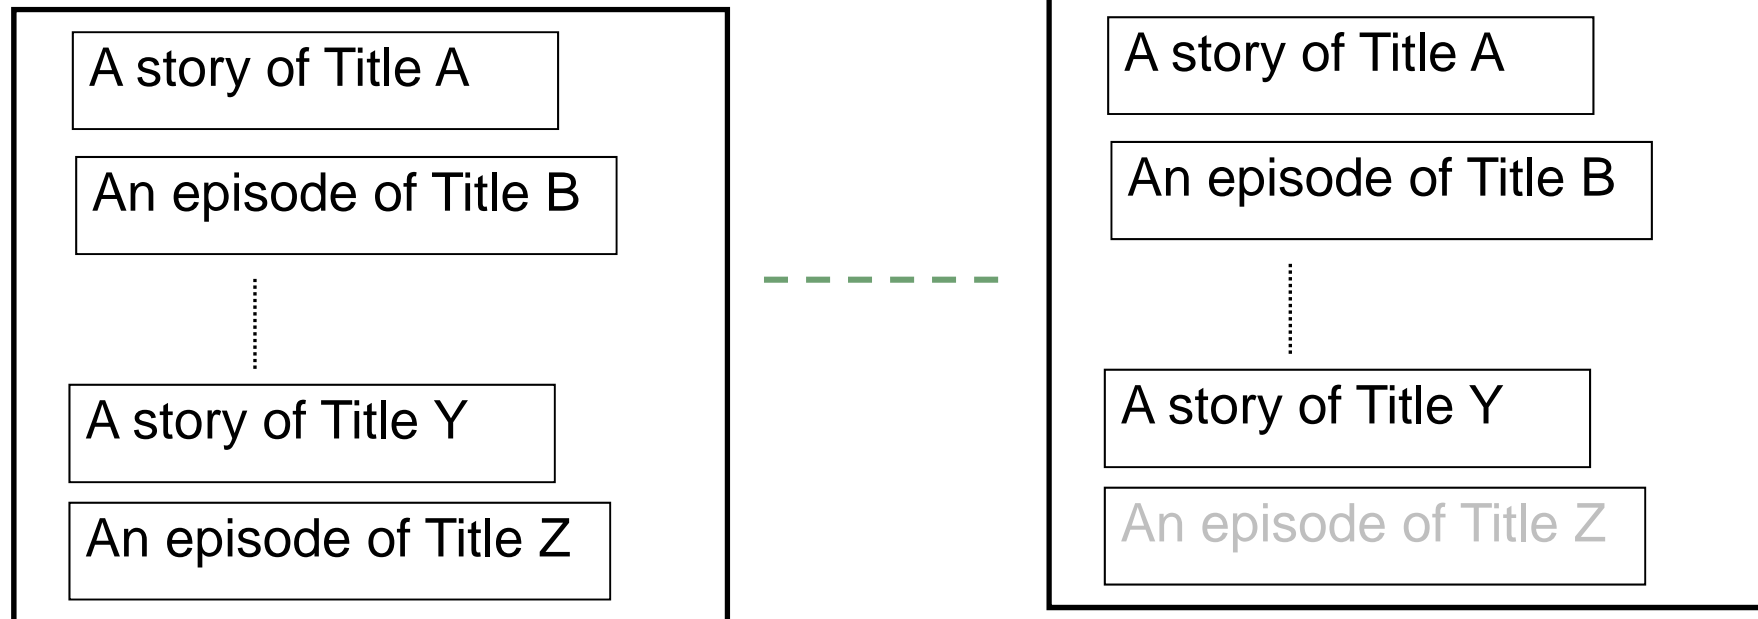 A story of Title A
An episode of Title B
A story of Title Y
An episode of Title Z
A story of Title A
An episode of Title B
A story of Title Y
An episode of Title Z